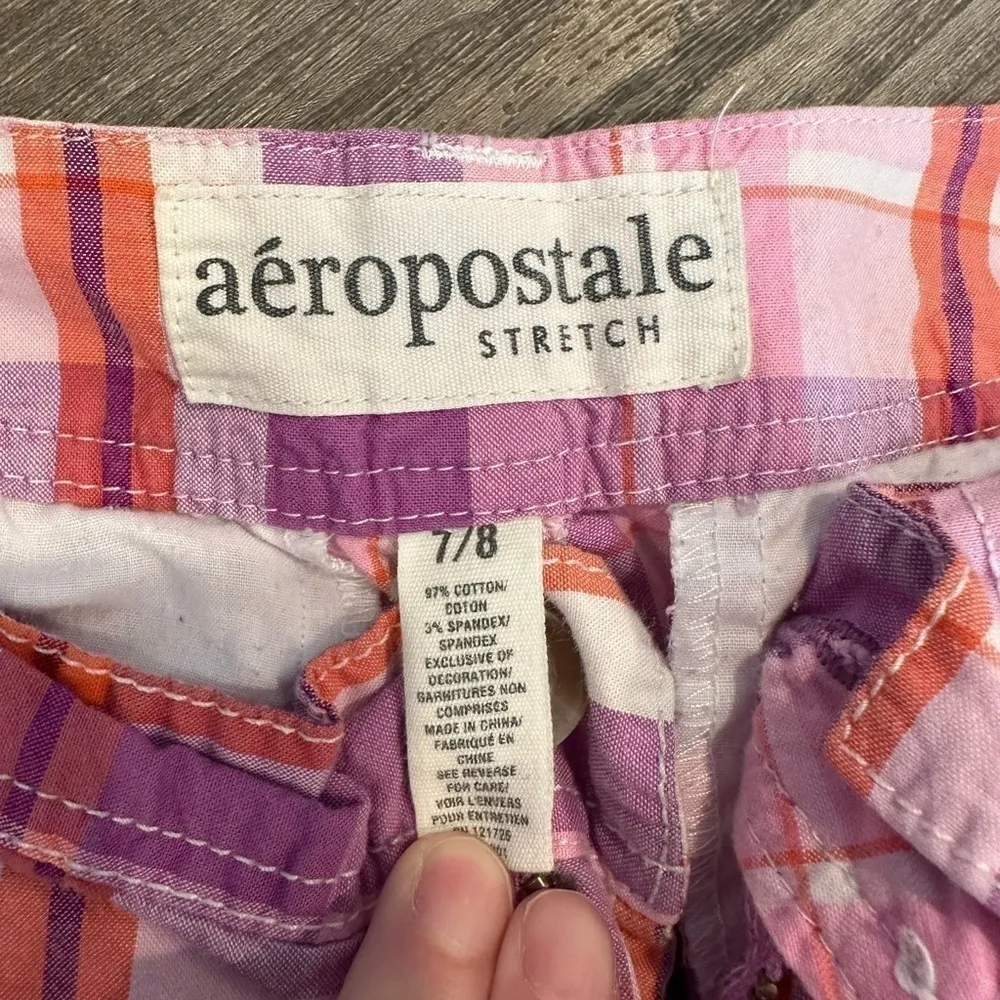 aéropostale
STRETCH
7/8
97% COTTON/
COTON
3% SPANDEX/
SPANDEX
EXCLUSIVE OF
DECORATION/
GARNITURES NON
COMPRISES
MADE IN CHINA/
FABRIQUÉ EN
CHINE
SEE REVERSE
FOR CARE/
VOIR L'ENVERS
POUR ENTRETIEN
121726